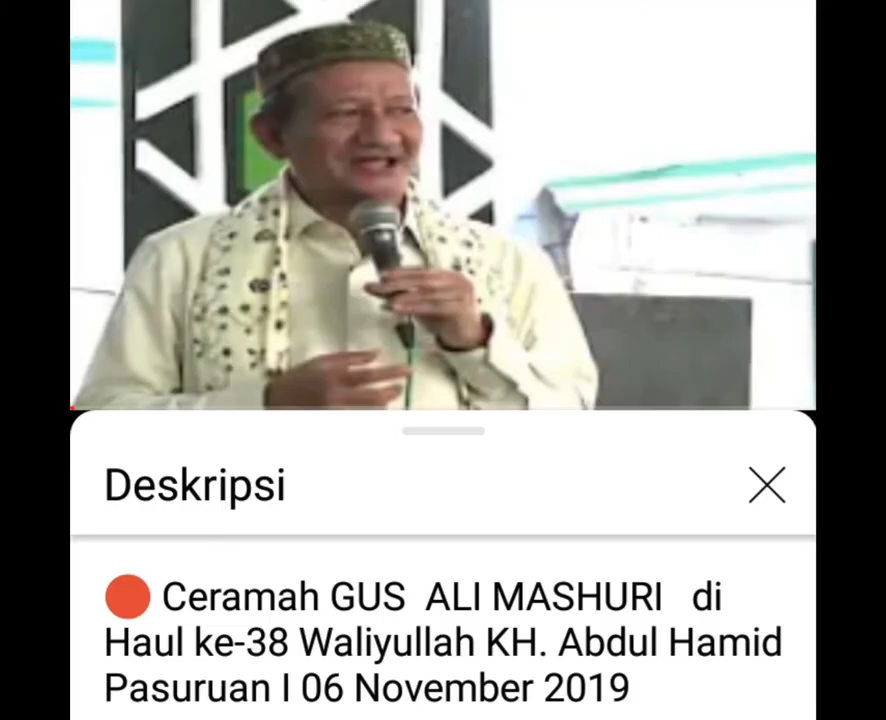 Deskripsi
🔴 Ceramah GUS ALI MASHURI di
Haul ke-38 Waliyullah KH. Abdul Hamid
Pasuruan I 06 November 2019